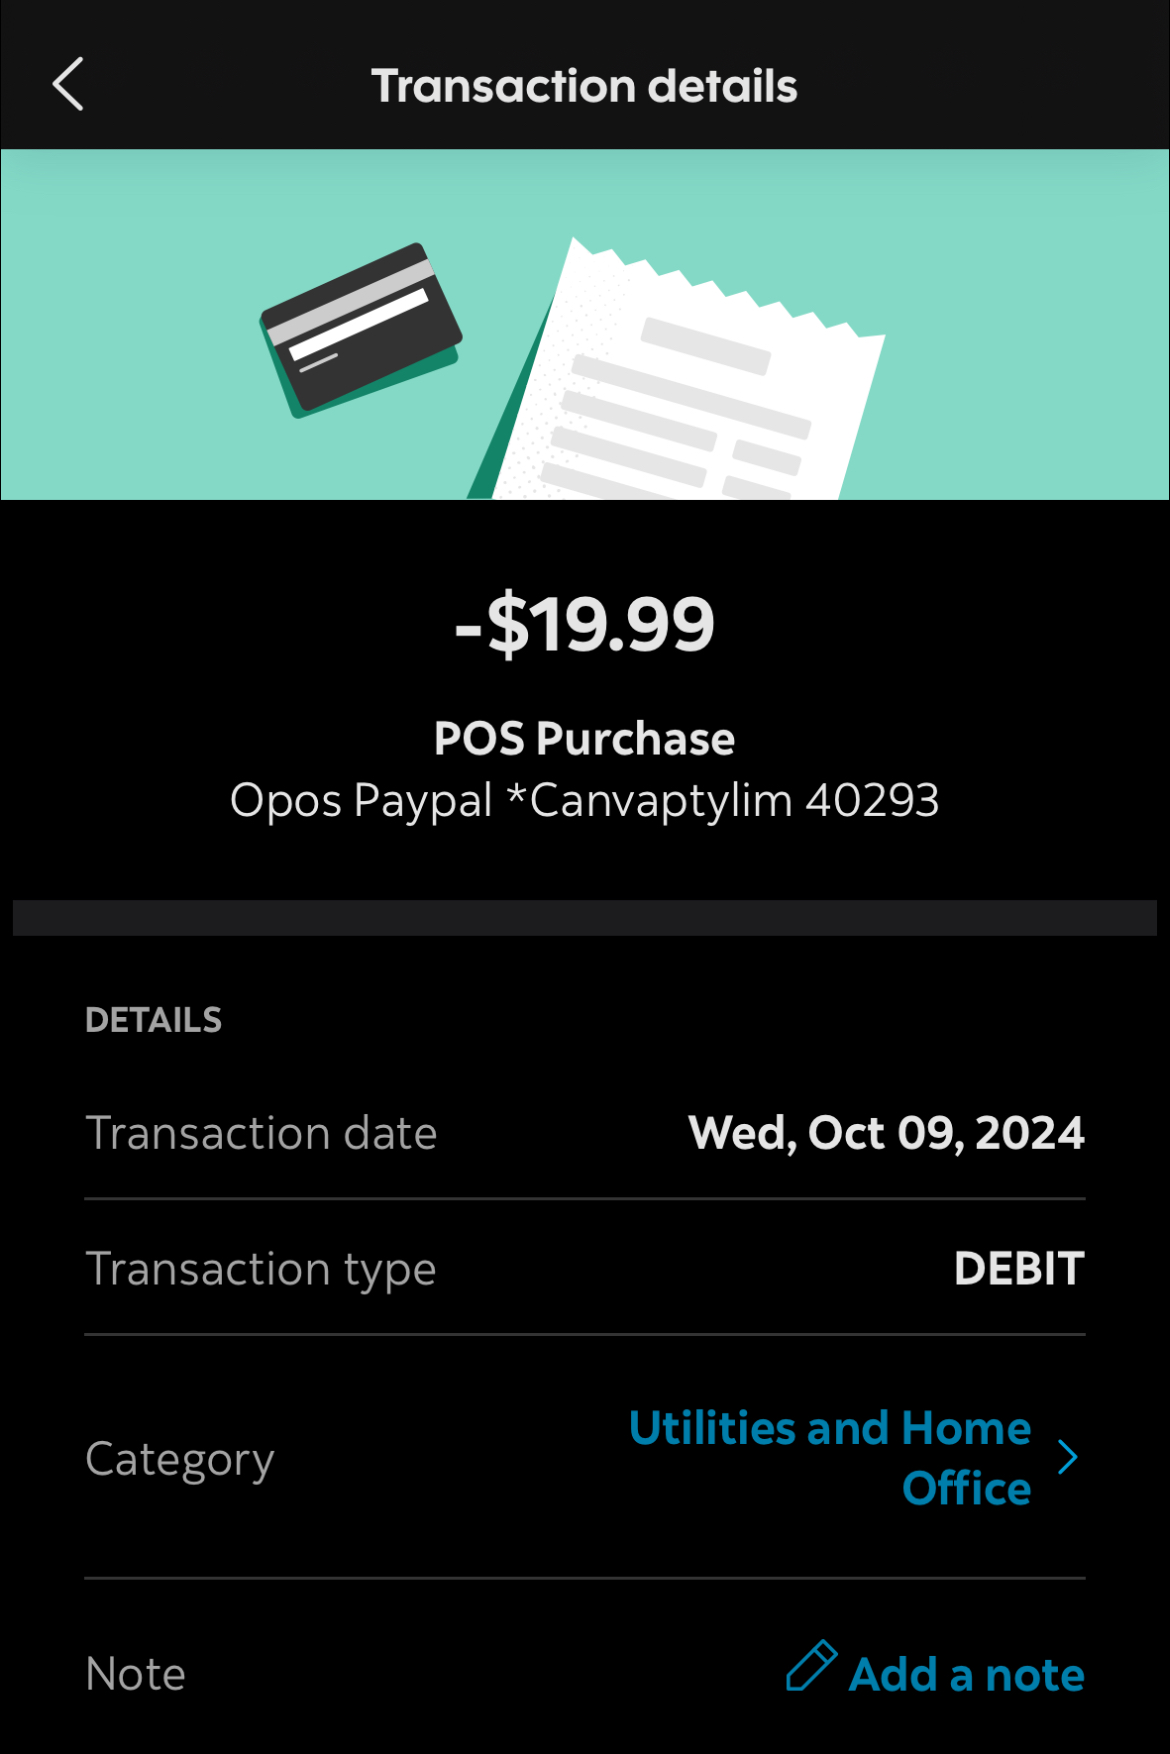 Transaction details
-$19.99
POS Purchase
Opos Paypal *Canvaptylim 40293
DETAILS
Transaction date Wed, Oct 09, 2024
Transaction type DEBIT
Category Utilities and Home
Office
Note Add a note